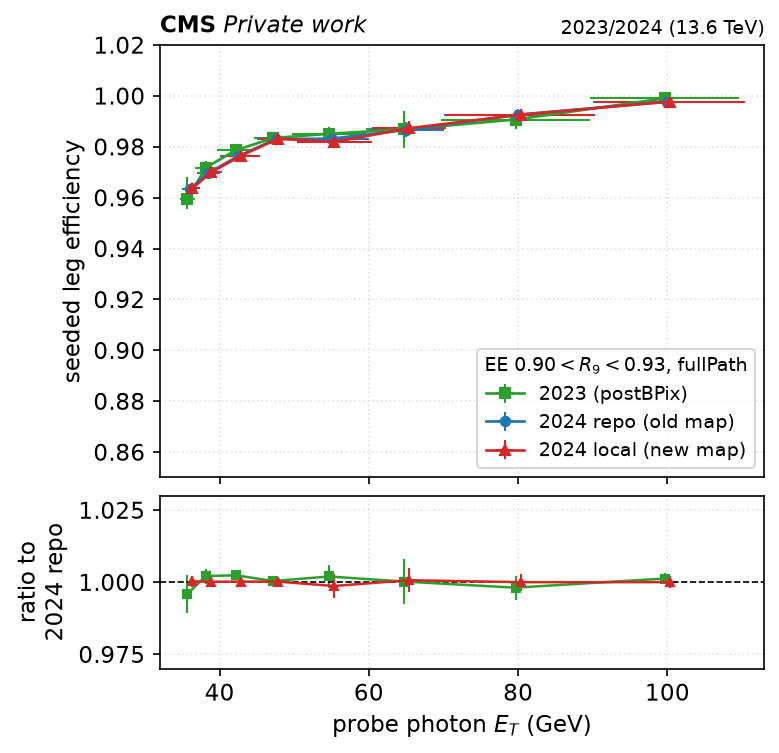 CMS Private work
2023/2024 (13.6 TeV)
1.02
1.00
0.98
0.96
0.94
0.92
0.90
0.88
0.86
seeded leg efficiency
EE 0.90 < R₉ < 0.93, fullPath
2023 (postBPix)
2024 repo (old map)
2024 local (new map)
1.025
1.000
0.975
ratio to
2024 repo
40 60 80 100
probe photon E_T (GeV)